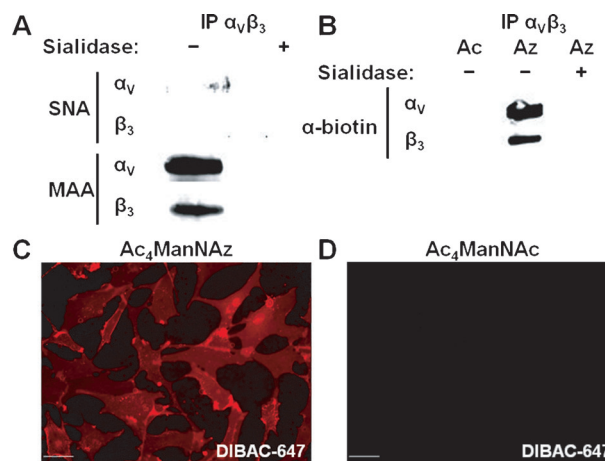 A
IP αVβ3
Sialidase: – +
SNA
αV
β3
MAA
αV
β3
B
IP αVβ3
Ac Az Az
Sialidase: – – +
α-biotin
αV
β3
C
Ac4ManNAz
DIBAC-647
D
Ac4ManNAc
DIBAC-647